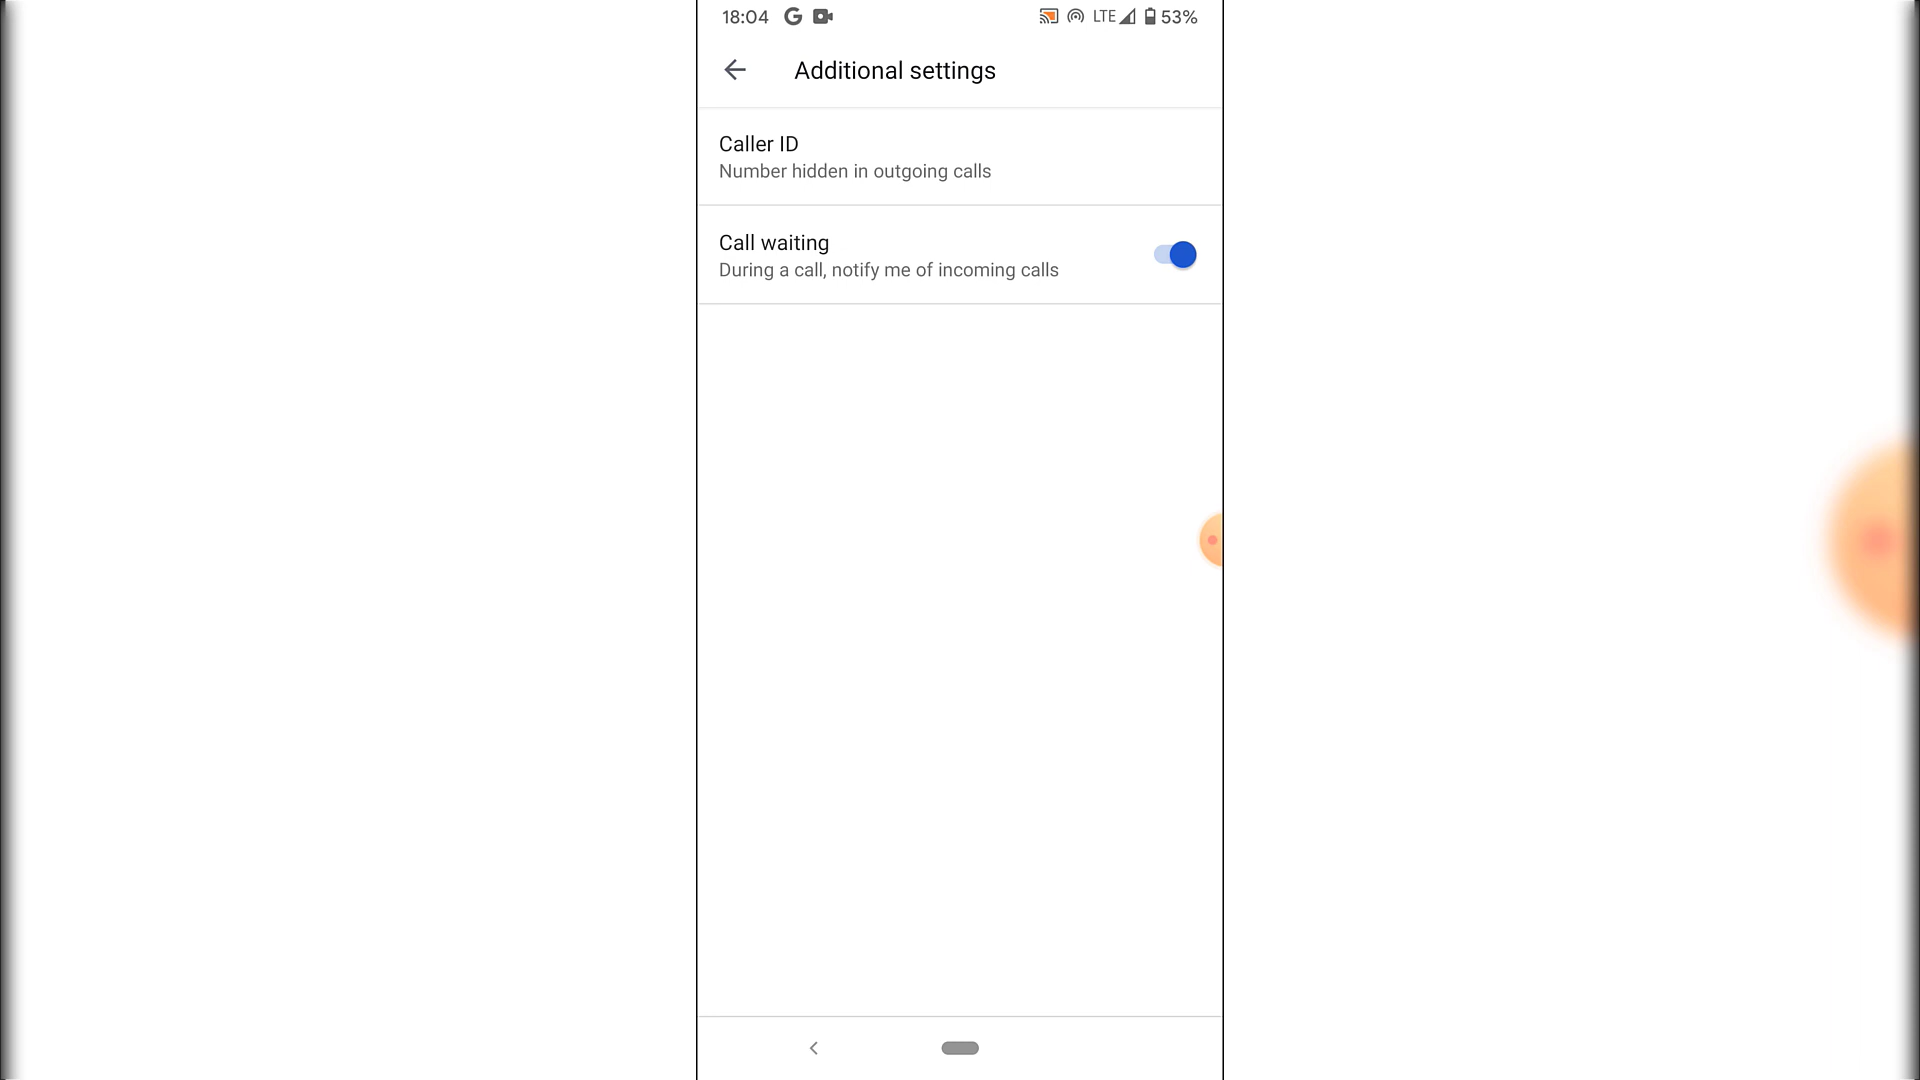 18:04 G LTE 53%
Additional settings
Caller ID
Number hidden in outgoing calls
Call waiting
During a call, notify me of incoming calls